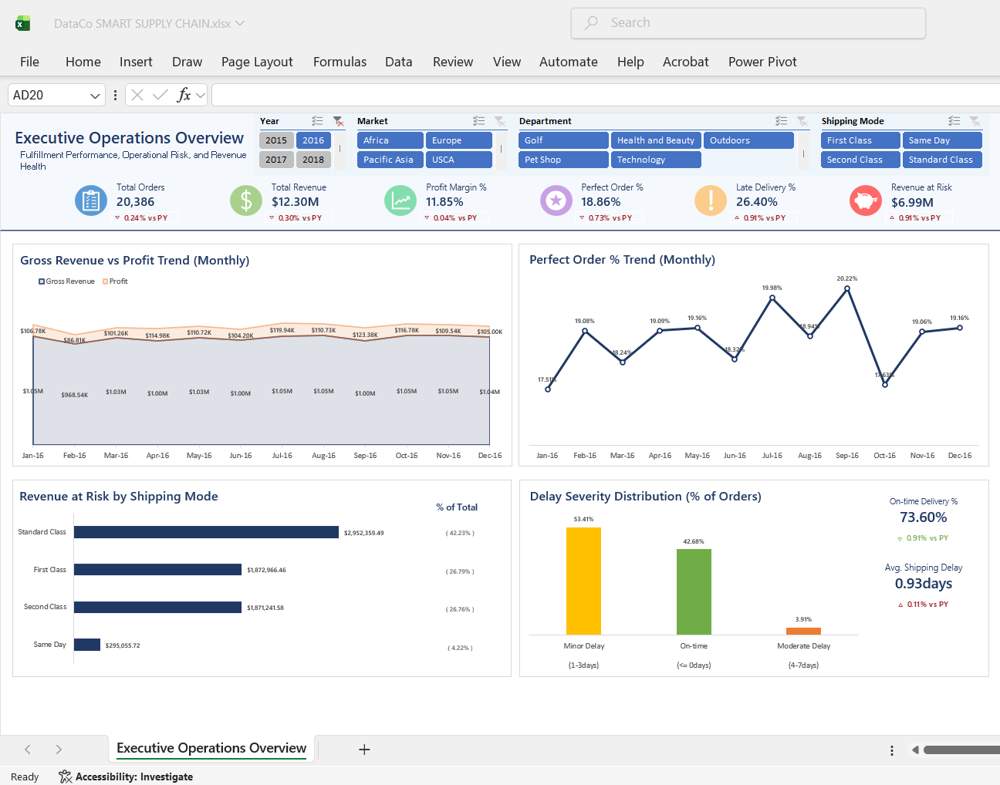 DataCo SMART SUPPLY CHAIN.xlsx
Search
File Home Insert Draw Page Layout Formulas Data Review View Automate Help Acrobat Power Pivot
AD20
fx
Executive Operations Overview
Fulfillment Performance, Operational Risk, and Revenue
Health
Year
2015 2016
2017 2018
Market
Africa Europe
Pacific Asia USCA
Department
Golf Health and Beauty Outdoors
Pet Shop Technology
Shipping Mode
First Class Same Day
Second Class Standard Class
Total Orders
20,386
▽ 0.24% vs PY
Total Revenue
$12.30M
▽ 0.30% vs PY
Profit Margin %
11.85%
▽ 0.04% vs PY
Perfect Order %
18.86%
▽ 0.73% vs PY
Late Delivery %
26.40%
△ 0.91% vs PY
Revenue at Risk
$6.99M
△ 0.91% vs PY
Gross Revenue vs Profit Trend (Monthly)
Gross Revenue Profit
$106.78K $86.81K $101.26K $114.98K $110.72K $104.20K $119.94K $110.73K $123.38K $116.78K $109.54K $105.00K
$1.05M $968.54K $1.03M $1.00M $1.03M $1.00M $1.05M $1.05M $1.00M $1.05M $1.05M $1.04M
Jan-16 Feb-16 Mar-16 Apr-16 May-16 Jun-16 Jul-16 Aug-16 Sep-16 Oct-16 Nov-16 Dec-16
Perfect Order % Trend (Monthly)
17.51% 19.08% 18.24% 19.09% 19.16% 18.32% 19.98% 18.94% 20.22% 17.63% 19.06% 19.16%
Jan-16 Feb-16 Mar-16 Apr-16 May-16 Jun-16 Jul-16 Aug-16 Sep-16 Oct-16 Nov-16 Dec-16
Revenue at Risk by Shipping Mode
% of Total
Standard Class $2,952,359.49 ( 42.23% )
First Class $1,872,966.46 ( 26.79% )
Second Class $1,871,241.58 ( 26.76% )
Same Day $295,055.72 ( 4.22% )
Delay Severity Distribution (% of Orders)
53.41% 42.68% 3.91%
Minor Delay On-time Moderate Delay
(1-3days) (<= 0days) (4-7days)
On-time Delivery %
73.60%
▽ 0.91% vs PY
Avg. Shipping Delay
0.93days
△ 0.11% vs PY
Executive Operations Overview
Ready Accessibility: Investigate